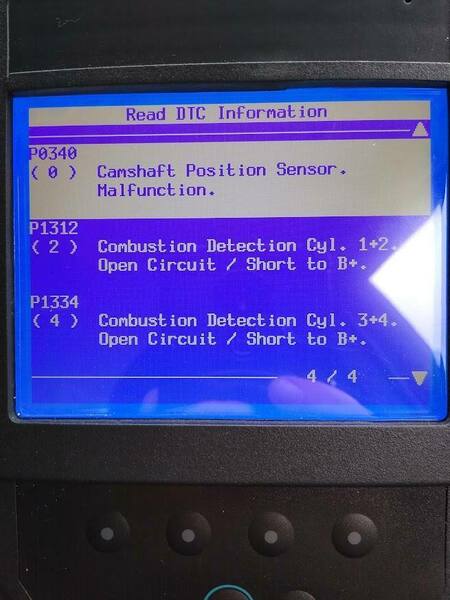 Read DTC Information
P0340
( 0 ) Camshaft Position Sensor.
Malfunction.
P1312
( 2 ) Combustion Detection Cyl. 1+2.
Open Circuit / Short to B+.
P1334
( 4 ) Combustion Detection Cyl. 3+4.
Open Circuit / Short to B+.
4 / 4